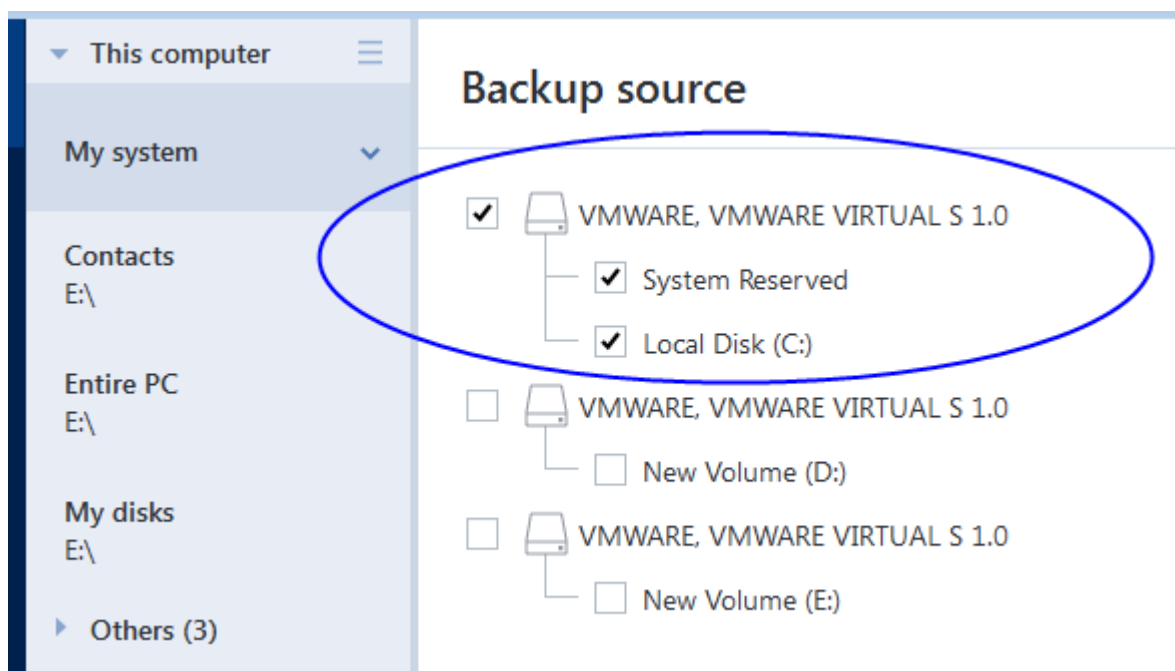 This computer
My system
Contacts
E:\
Entire PC
E:\
My disks
E:\
Others (3)
Backup source
VMWARE, VMWARE VIRTUAL S 1.0
System Reserved
Local Disk (C:)
VMWARE, VMWARE VIRTUAL S 1.0
New Volume (D:)
VMWARE, VMWARE VIRTUAL S 1.0
New Volume (E:)